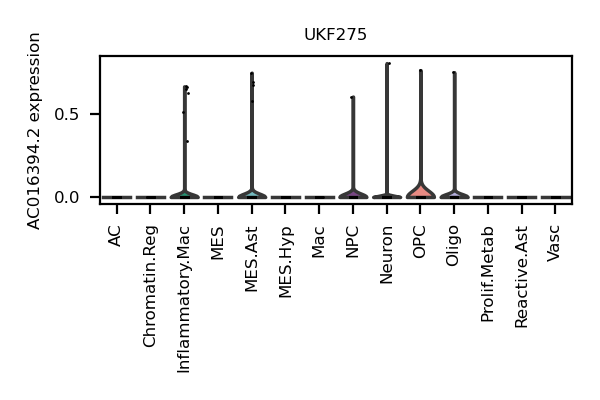 UKF275
AC016394.2 expression
0.5
0.0
AC
Chromatin.Reg
Inflammatory.Mac
MES
MES.Ast
MES.Hyp
Mac
NPC
Neuron
OPC
Oligo
Prolif.Metab
Reactive.Ast
Vasc